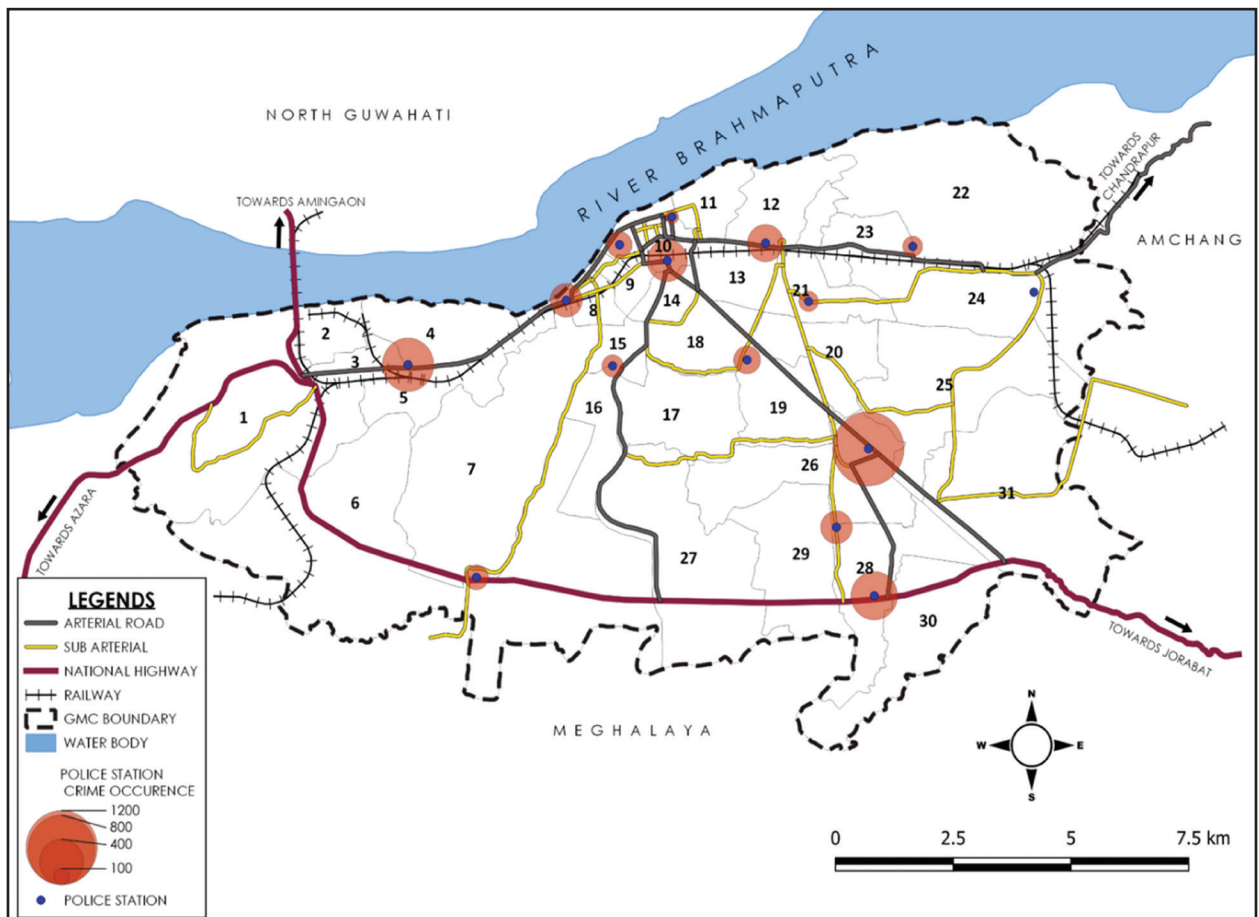 NORTH GUWAHATI
RIVER BRAHMAPUTRA
TOWARDS AMINGAON
TOWARDS
CHANDRAPUR
AMCHANG
11
12
22
23
10
13
9
21
24
8
14
2
4
3
15
18
20
5
25
1
16
17
19
7
26
31
6
27
29
28
30
TOWARDS AZARA
TOWARDS JORABAT
MEGHALAYA
LEGENDS
ARTERIAL ROAD
SUB ARTERIAL
NATIONAL HIGHWAY
RAILWAY
GMC BOUNDARY
WATER BODY
POLICE STATION
CRIME OCCURENCE
1200
800
400
100
POLICE STATION
N
W E
S
0 2.5 5 7.5 km